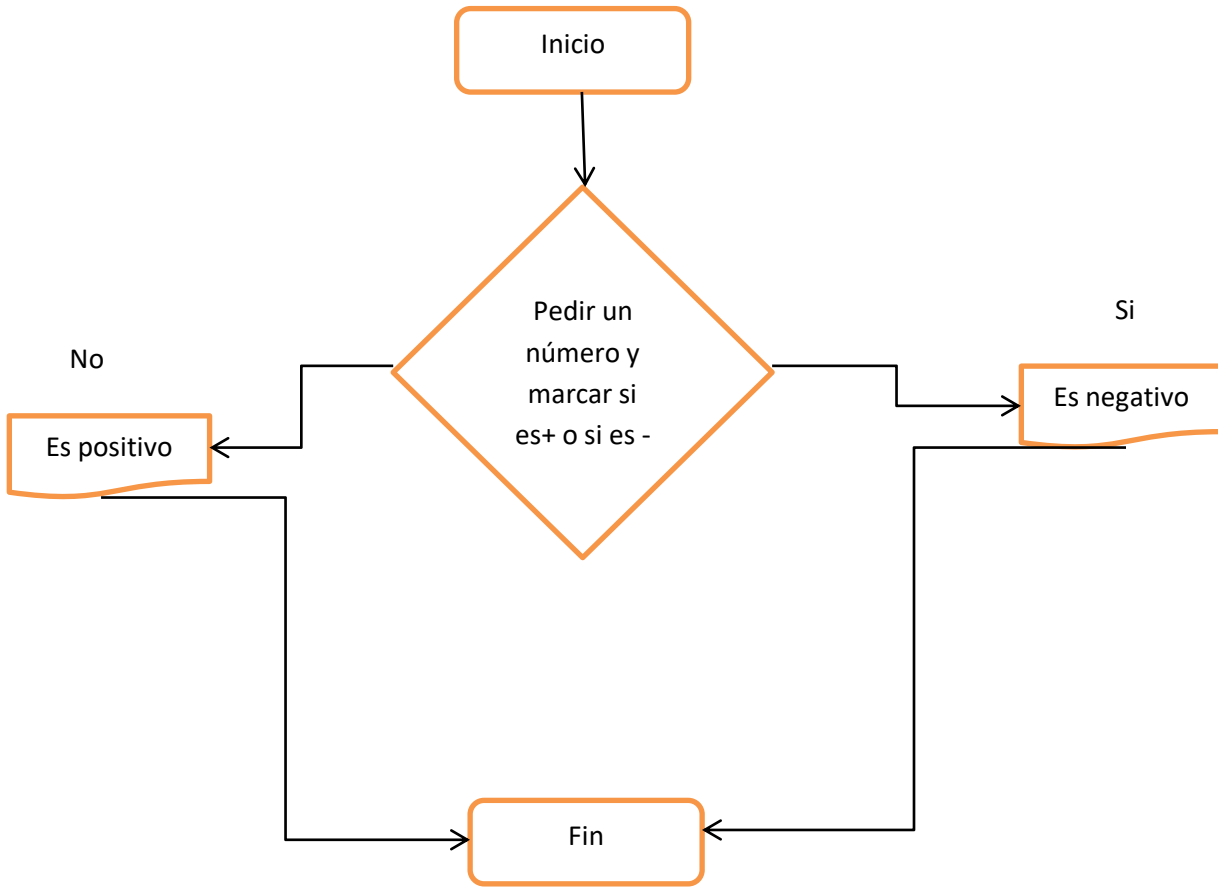 Inicio
Pedir un
número y
marcar si
es+ o si es -
Si
No
Es negativo
Es positivo
Fin